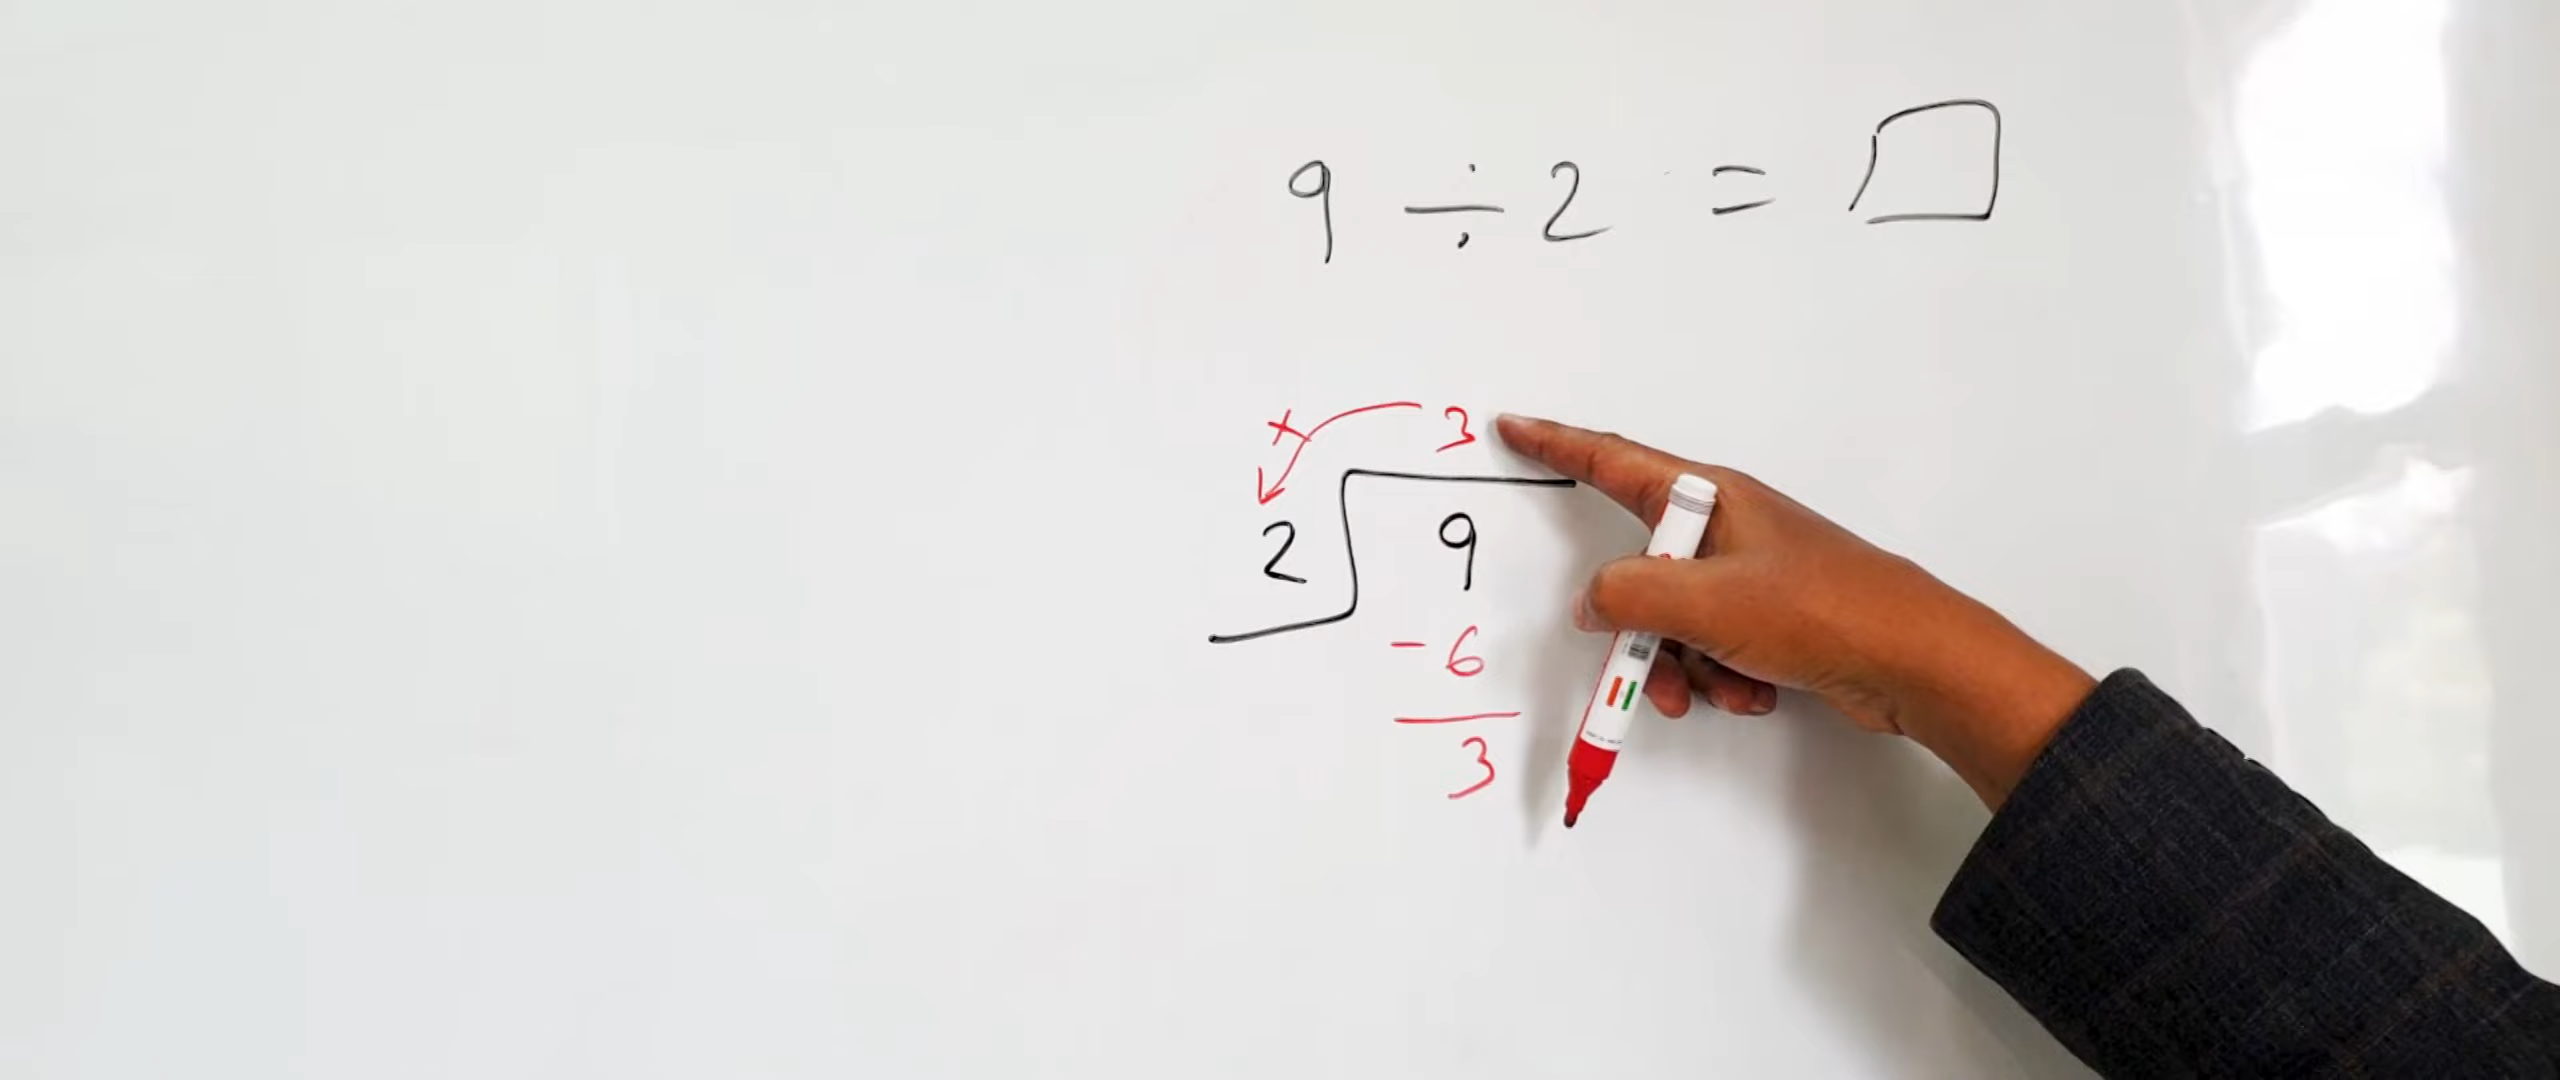 9 ÷ 2 = □
× 3
2 9
- 6
3